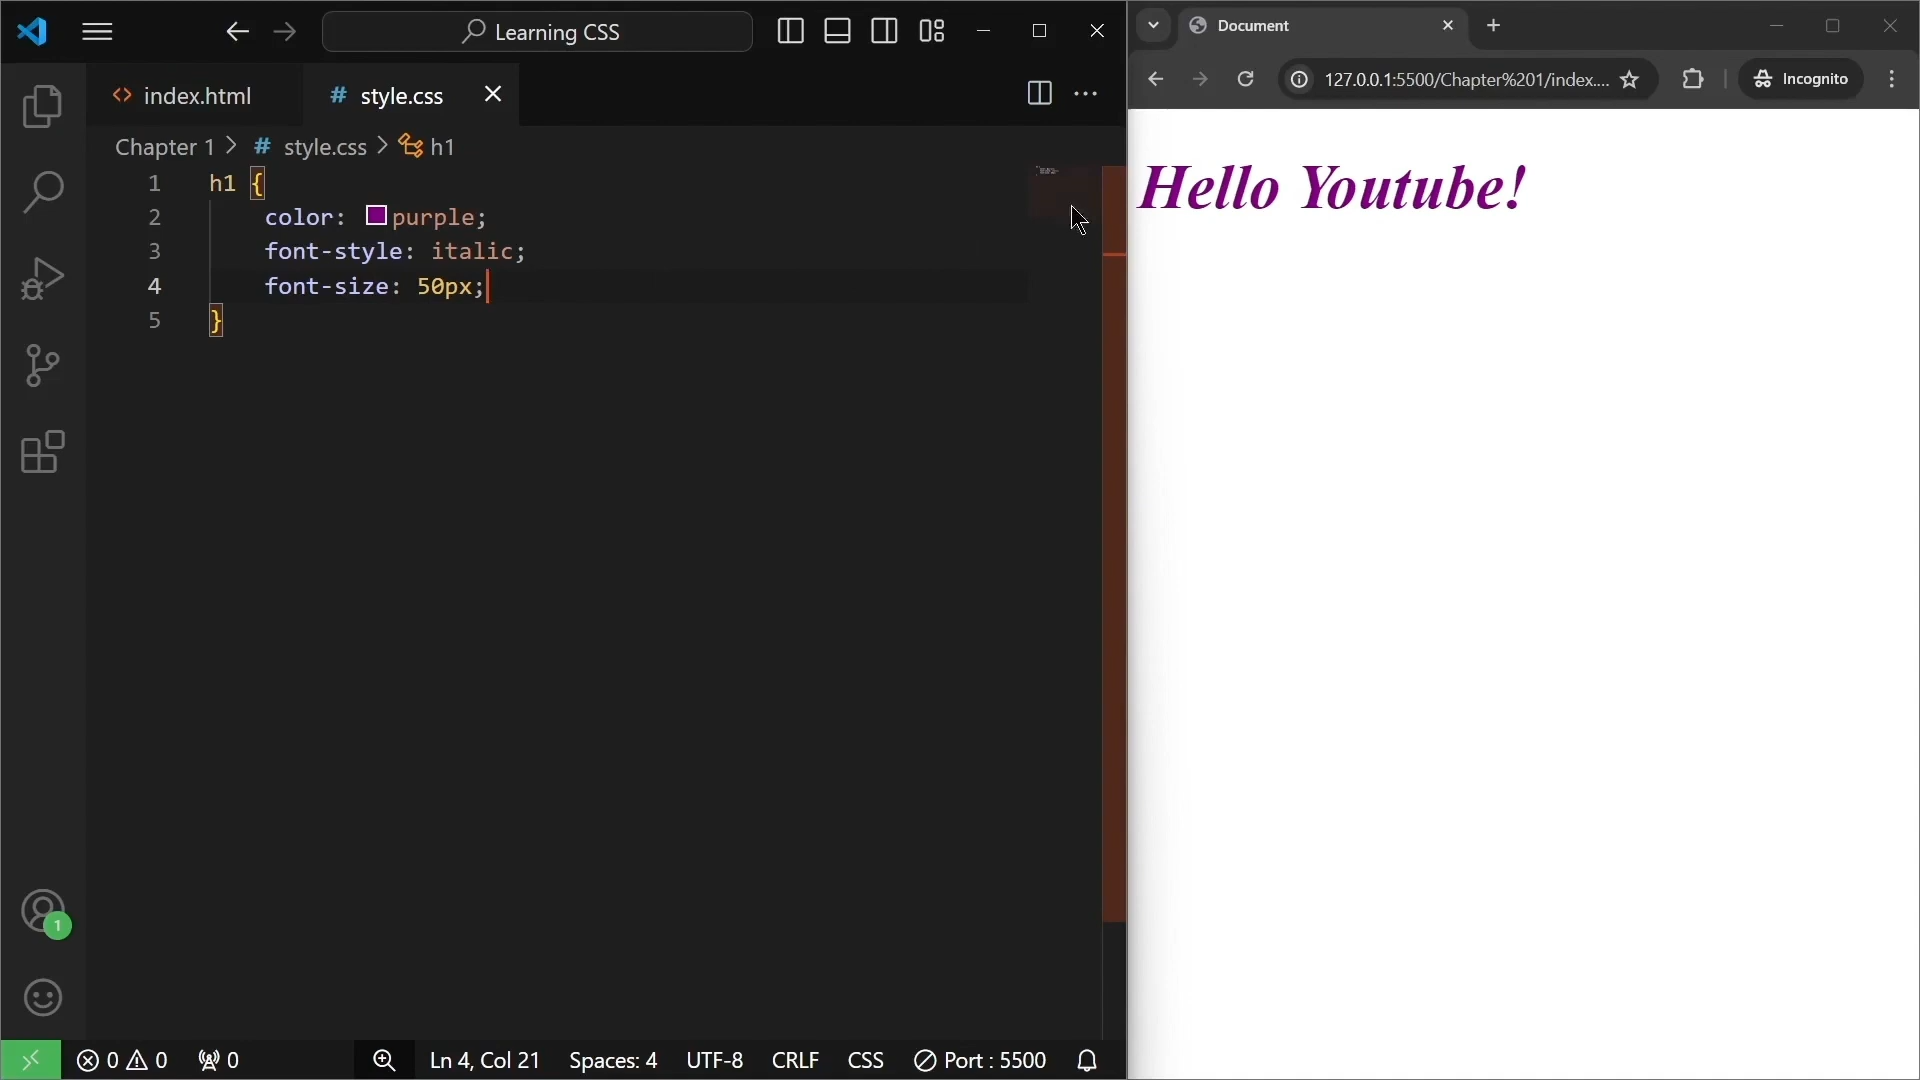 Learning CSS
index.html
style.css
Chapter 1 > # style.css > h1
1 h1 {
2 color: purple;
3 font-style: italic;
4 font-size: 50px;
5 }
1
0 0 0
Ln 4, Col 21 Spaces: 4 UTF-8 CRLF CSS Port : 5500
Document
127.0.0.1:5500/Chapter%201/index....
Incognito
Hello Youtube!